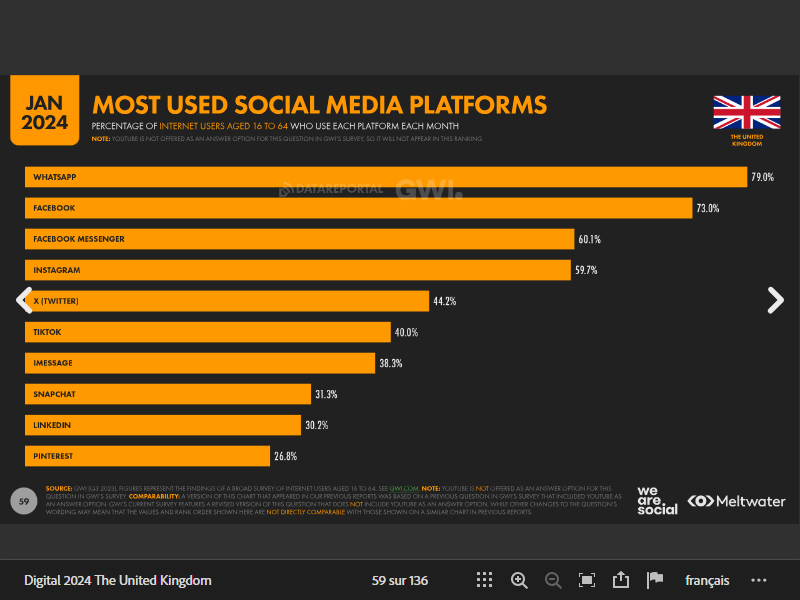 JAN
2024
MOST USED SOCIAL MEDIA PLATFORMS
PERCENTAGE OF INTERNET USERS AGED 16 TO 64 WHO USE EACH PLATFORM EACH MONTH
NOTE: YOUTUBE IS NOT OFFERED AS AN ANSWER OPTION FOR THIS QUESTION IN GWI'S SURVEY, SO IT WILL NOT APPEAR IN THIS RANKING
THE UNITED
KINGDOM
WHATSAPP 79.0%
DATAREPORTAL GWI.
FACEBOOK 73.0%
FACEBOOK MESSENGER 60.1%
INSTAGRAM 59.7%
X (TWITTER) 44.2%
TIKTOK 40.0%
IMESSAGE 38.3%
SNAPCHAT 31.3%
LINKEDIN 30.2%
PINTEREST 26.8%
59
SOURCE: GWI (Q3 2023). FIGURES REPRESENT THE FINDINGS OF A BROAD SURVEY OF INTERNET USERS AGED 16 TO 64. SEE GWI.COM. NOTE: YOUTUBE IS NOT OFFERED AS AN ANSWER OPTION FOR THIS
QUESTION IN GWI'S SURVEY. COMPARABILITY: A VERSION OF THIS CHART THAT APPEARED IN OUR PREVIOUS REPORTS WAS BASED ON A PREVIOUS QUESTION IN GWI'S SURVEY THAT INCLUDED YOUTUBE AS
AN ANSWER OPTION. GWI'S CURRENT SURVEY FEATURES A REVISED VERSION OF THIS QUESTION THAT DOES NOT INCLUDE YOUTUBE AS AN ANSWER OPTION, WHILE OTHER CHANGES TO THE QUESTION'S
WORDING MAY MEAN THAT THE VALUES AND RANK ORDER SHOWN HERE ARE NOT DIRECTLY COMPARABLE WITH THOSE SHOWN ON A SIMILAR CHART IN PREVIOUS REPORTS.
we
are.
social
Meltwater
Digital 2024 The United Kingdom
59 sur 136
français